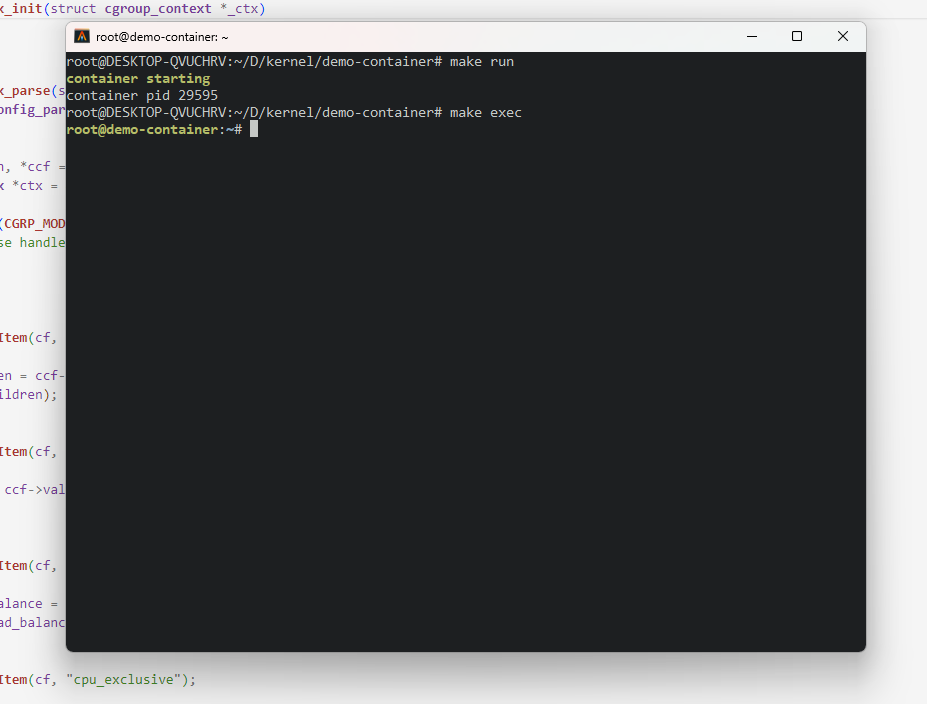 x_init(struct cgroup_context *_ctx)
root@demo-container: ~
root@DESKTOP-QVUCHRV:~/D/kernel/demo-container# make run
container starting
container pid 29595
root@DESKTOP-QVUCHRV:~/D/kernel/demo-container# make exec
root@demo-container:~#
x_parse(s
onfig_par
n, *ccf =
x *ctx =
(CGRP_MOD
se handle
Item(cf,
en = ccf-
ildren);
Item(cf,
ccf->val
Item(cf,
alance =
ad_balanc
Item(cf, "cpu_exclusive");